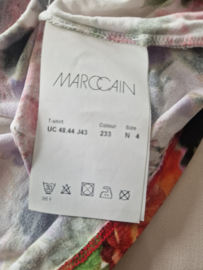 MARCCAIN
T-shirt Colour Size
UC 48.44 J43 233 N 4